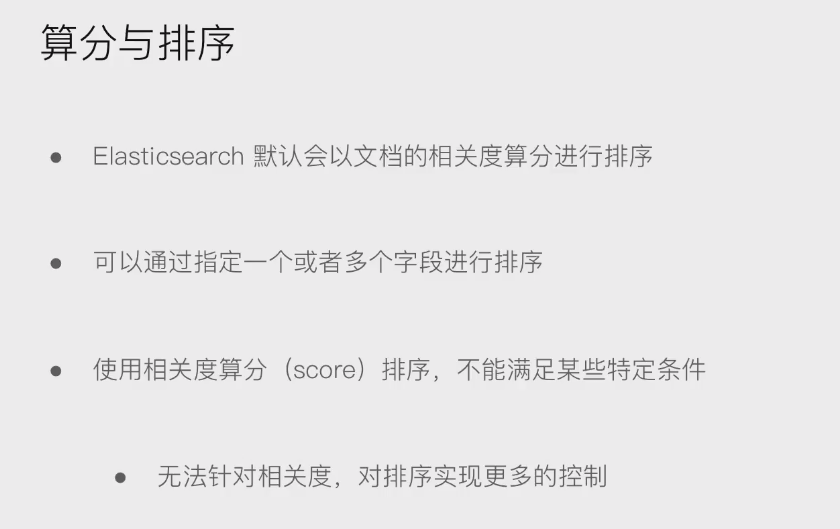 算分与排序
● Elasticsearch 默认会以文档的相关度算分进行排序
● 可以通过指定一个或者多个字段进行排序
● 使用相关度算分（score）排序，不能满足某些特定条件
● 无法针对相关度，对排序实现更多的控制